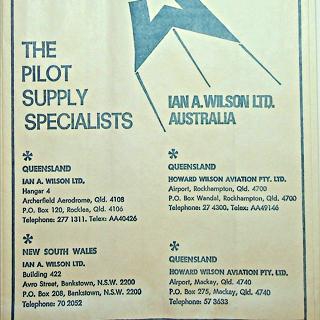 THE
PILOT
SUPPLY
SPECIALISTS
IAN A. WILSON LTD.
AUSTRALIA
*
QUEENSLAND
IAN A. WILSON LTD.
Hangar 4
Archerfield Aerodrome, Qld. 4108
P.O. Box 120, Rocklea, Qld. 4106
Telephone: 277 1311. Telex: AA40426
*
QUEENSLAND
HOWARD WILSON AVIATION PTY. LTD.
Airport, Rockhampton, Qld. 4700
P.O. Box Wandal, Rockhampton, Qld. 4700
Telephone: 27 4300. Telex: AA49146
*
NEW SOUTH WALES
IAN A. WILSON LTD.
Building 422
Avro Street, Bankstown, N.S.W. 2200
P.O. Box 208, Bankstown, N.S.W. 2200
Telephone: 70 2052
*
QUEENSLAND
HOWARD WILSON AVIATION PTY. LTD.
Airport, Mackay, Qld. 4740
P.O. Box 275, Mackay, Qld. 4740
Telephone: 57 3633